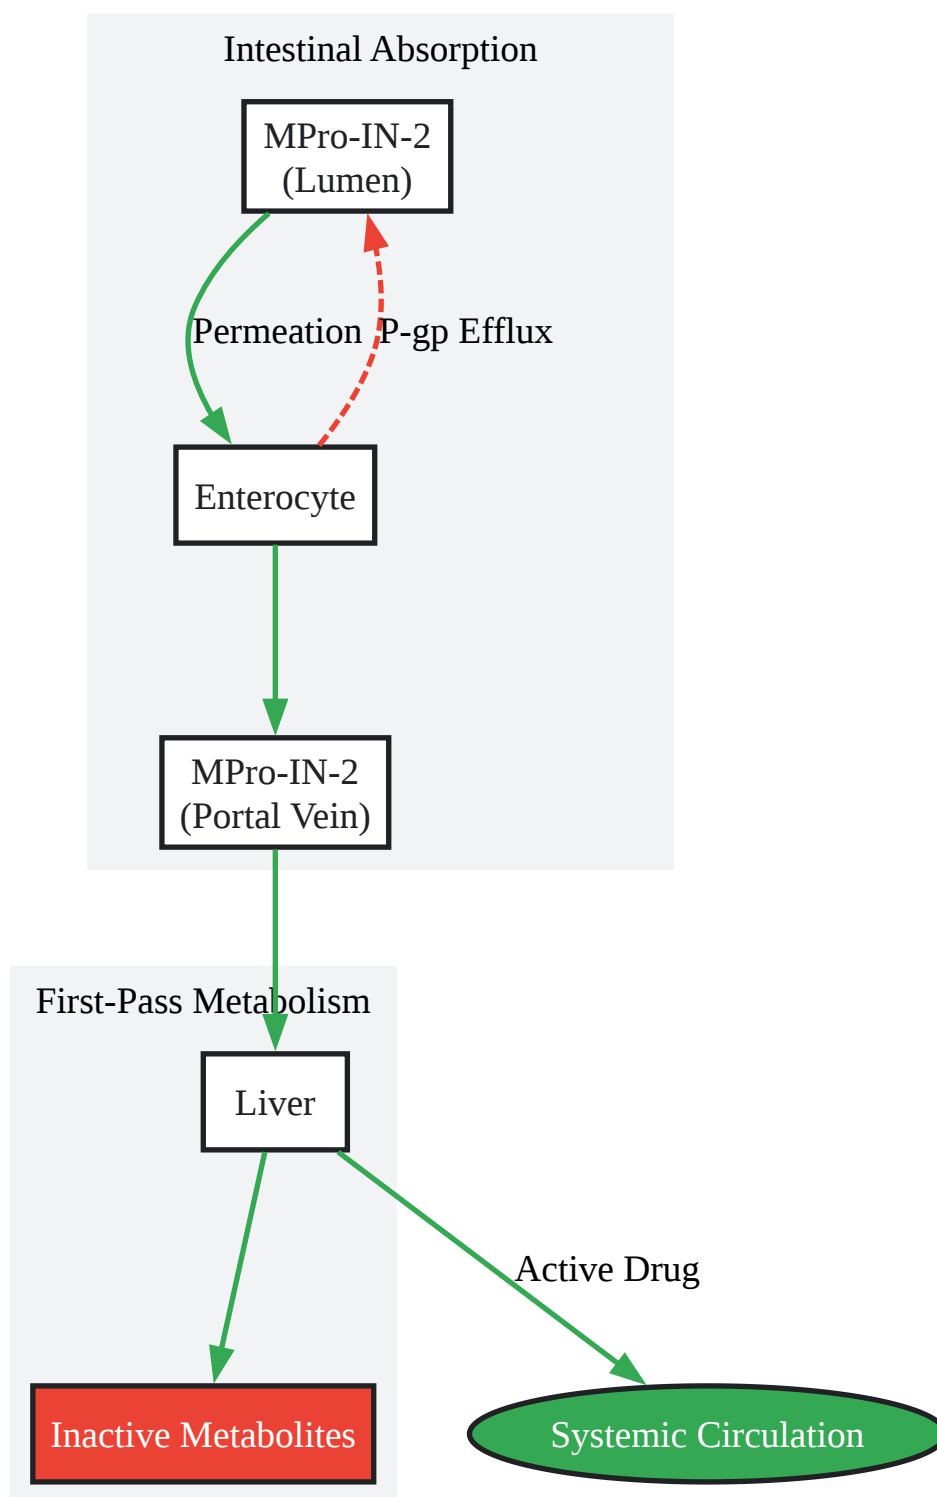 Intestinal Absorption
MPro-IN-2
(Lumen)
Permeation
P-gp Efflux
Enterocyte
MPro-IN-2
(Portal Vein)
First-Pass Metabolism
Liver
Active Drug
Inactive Metabolites
Systemic Circulation